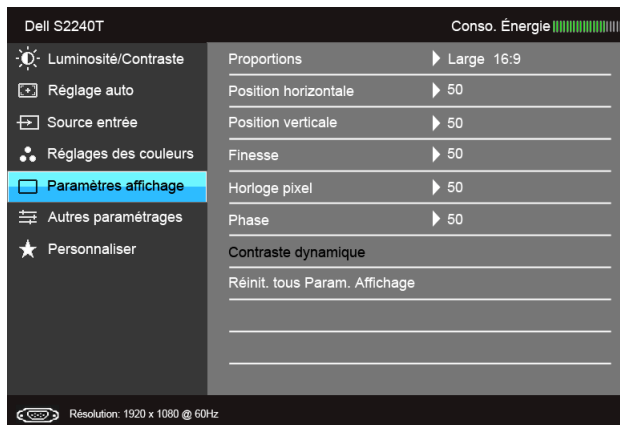 Dell S2240T Conso. Énergie
Luminosité/Contraste
Réglage auto
Source entrée
Réglages des couleurs
Paramètres affichage
Autres paramétrages
Personnaliser
Proportions Large 16:9
Position horizontale 50
Position verticale 50
Finesse 50
Horloge pixel 50
Phase 50
Contraste dynamique
Réinit. tous Param. Affichage
Résolution: 1920 x 1080 @ 60Hz